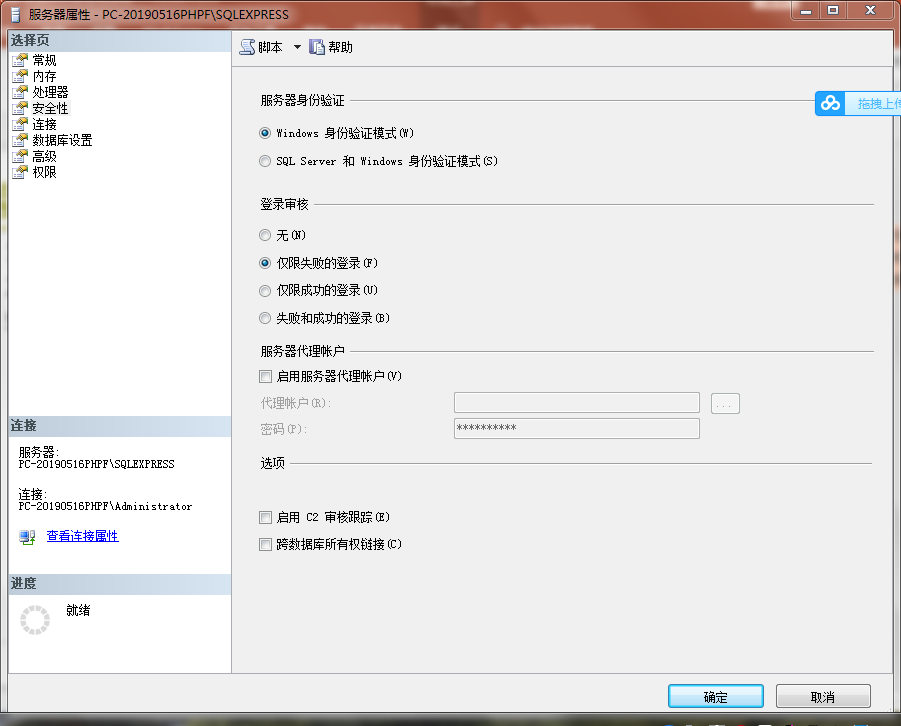 服务器属性 - PC-20190516PHPF\SQLEXPRESS
选择页
常规
内存
处理器
安全性
连接
数据库设置
高级
权限
连接
服务器:
PC-20190516PHPF\SQLEXPRESS
连接:
PC-20190516PHPF\Administrator
查看连接属性
进度
就绪
脚本 帮助
服务器身份验证
拖拽上传
Windows 身份验证模式(W)
SQL Server 和 Windows 身份验证模式(S)
登录审核
无(N)
仅限失败的登录(F)
仅限成功的登录(U)
失败和成功的登录(B)
服务器代理帐户
启用服务器代理帐户(V)
代理帐户(R):
...
密码(P):
**********
选项
启用 C2 审核跟踪(E)
跨数据库所有权链接(C)
确定
取消